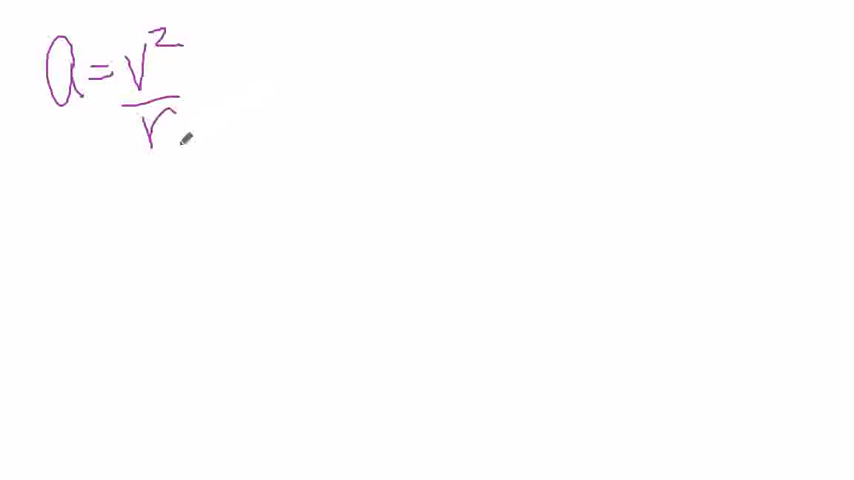 a = v²/r